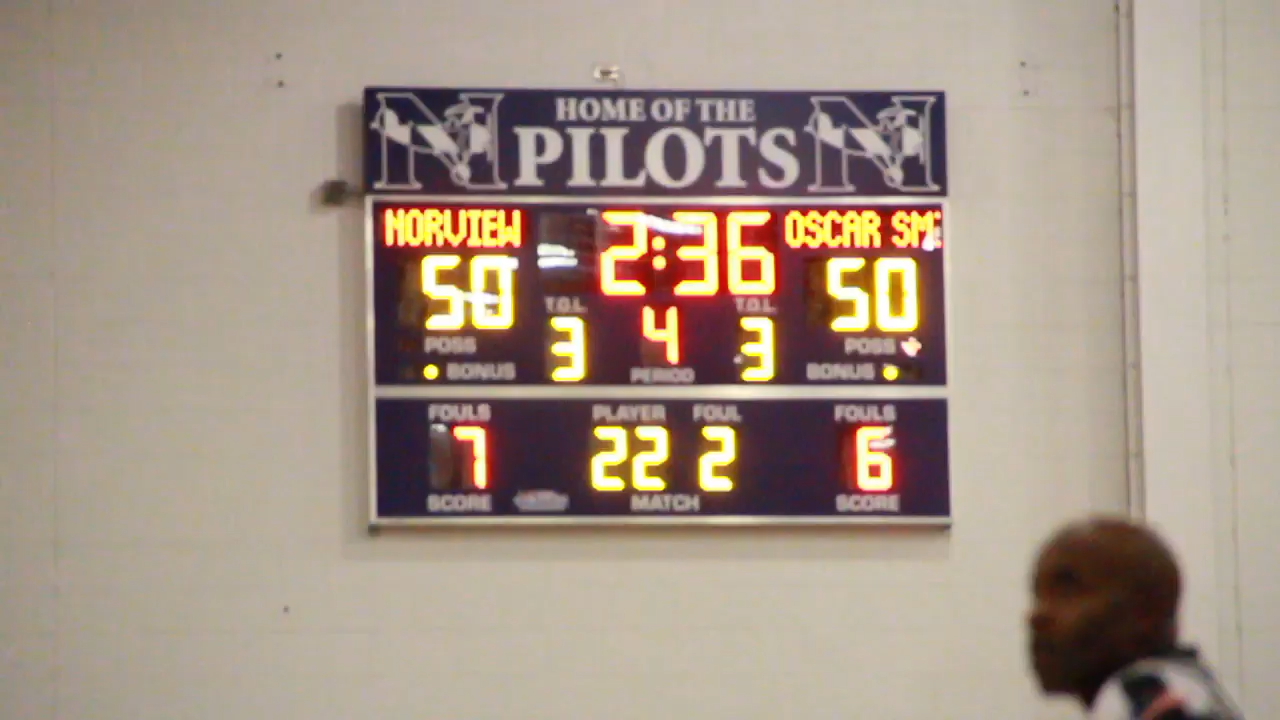 HOME OF THE
PILOTS
NORVIEW 2:36 OSCAR SM
50 T.O.L. T.O.L. 50
3 4 3
POSS POSS
BONUS PERIOD BONUS
FOULS PLAYER FOUL FOULS
7 22 2 6
SCORE MATCH SCORE